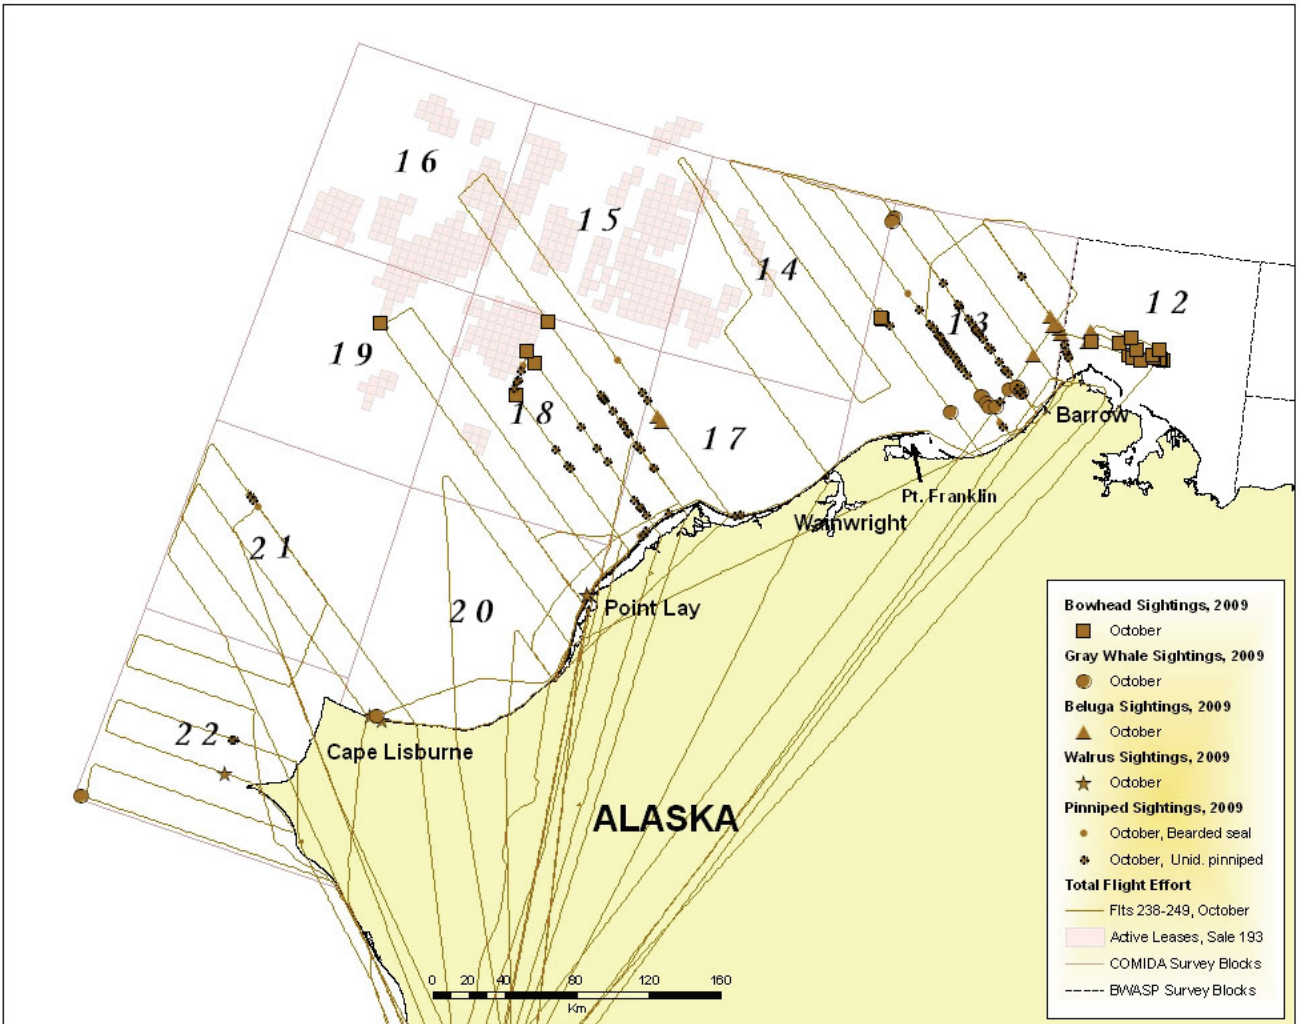 16
15
14
12
13
19
18
17
Barrow
Pt. Franklin
Wainwright
21
20
Point Lay
22
Cape Lisburne
ALASKA
0 20 40 80 120 160
Km
Bowhead Sightings, 2009
October
Gray Whale Sightings, 2009
October
Beluga Sightings, 2009
October
Walrus Sightings, 2009
October
Pinniped Sightings, 2009
October, Bearded seal
October, Unid. pinniped
Total Flight Effort
Flts 238-249, October
Active Leases, Sale 193
COMIDA Survey Blocks
BWASP Survey Blocks